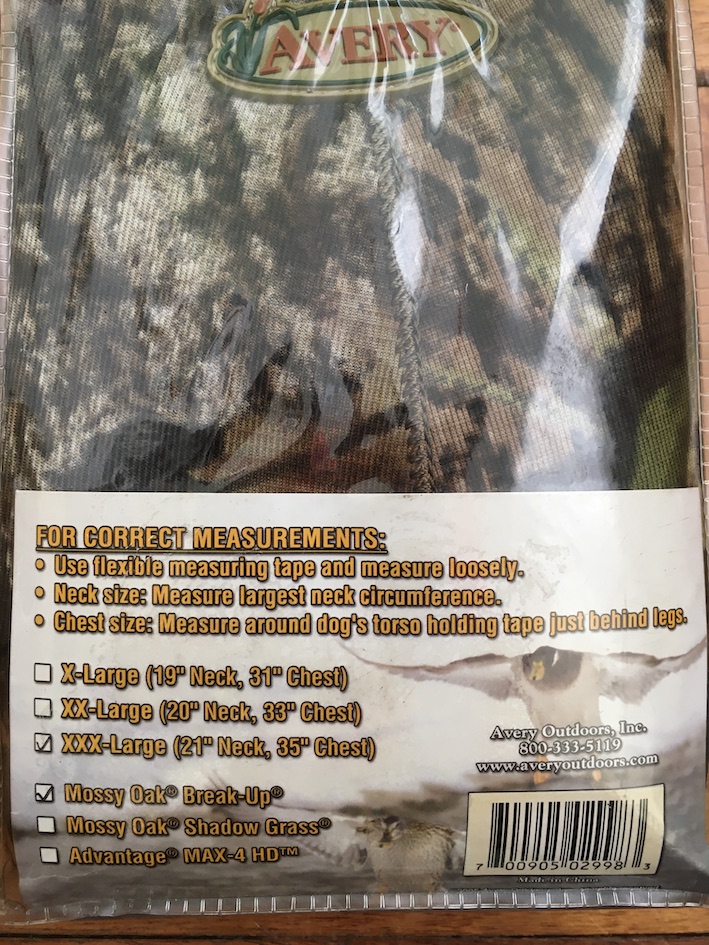 AVERY®
FOR CORRECT MEASUREMENTS:
• Use flexible measuring tape and measure loosely.
• Neck size: Measure largest neck circumference.
• Chest size: Measure around dog's torso holding tape just behind legs.
X-Large (19" Neck, 31" Chest)
XX-Large (20" Neck, 33" Chest)
XXX-Large (21" Neck, 35" Chest)
Avery Outdoors, Inc.
800-333-5119
www.averyoutdoors.com
Mossy Oak® Break-Up®
Mossy Oak® Shadow Grass®
Advantage® MAX-4 HD™
7 00905 02998 3
Made in China